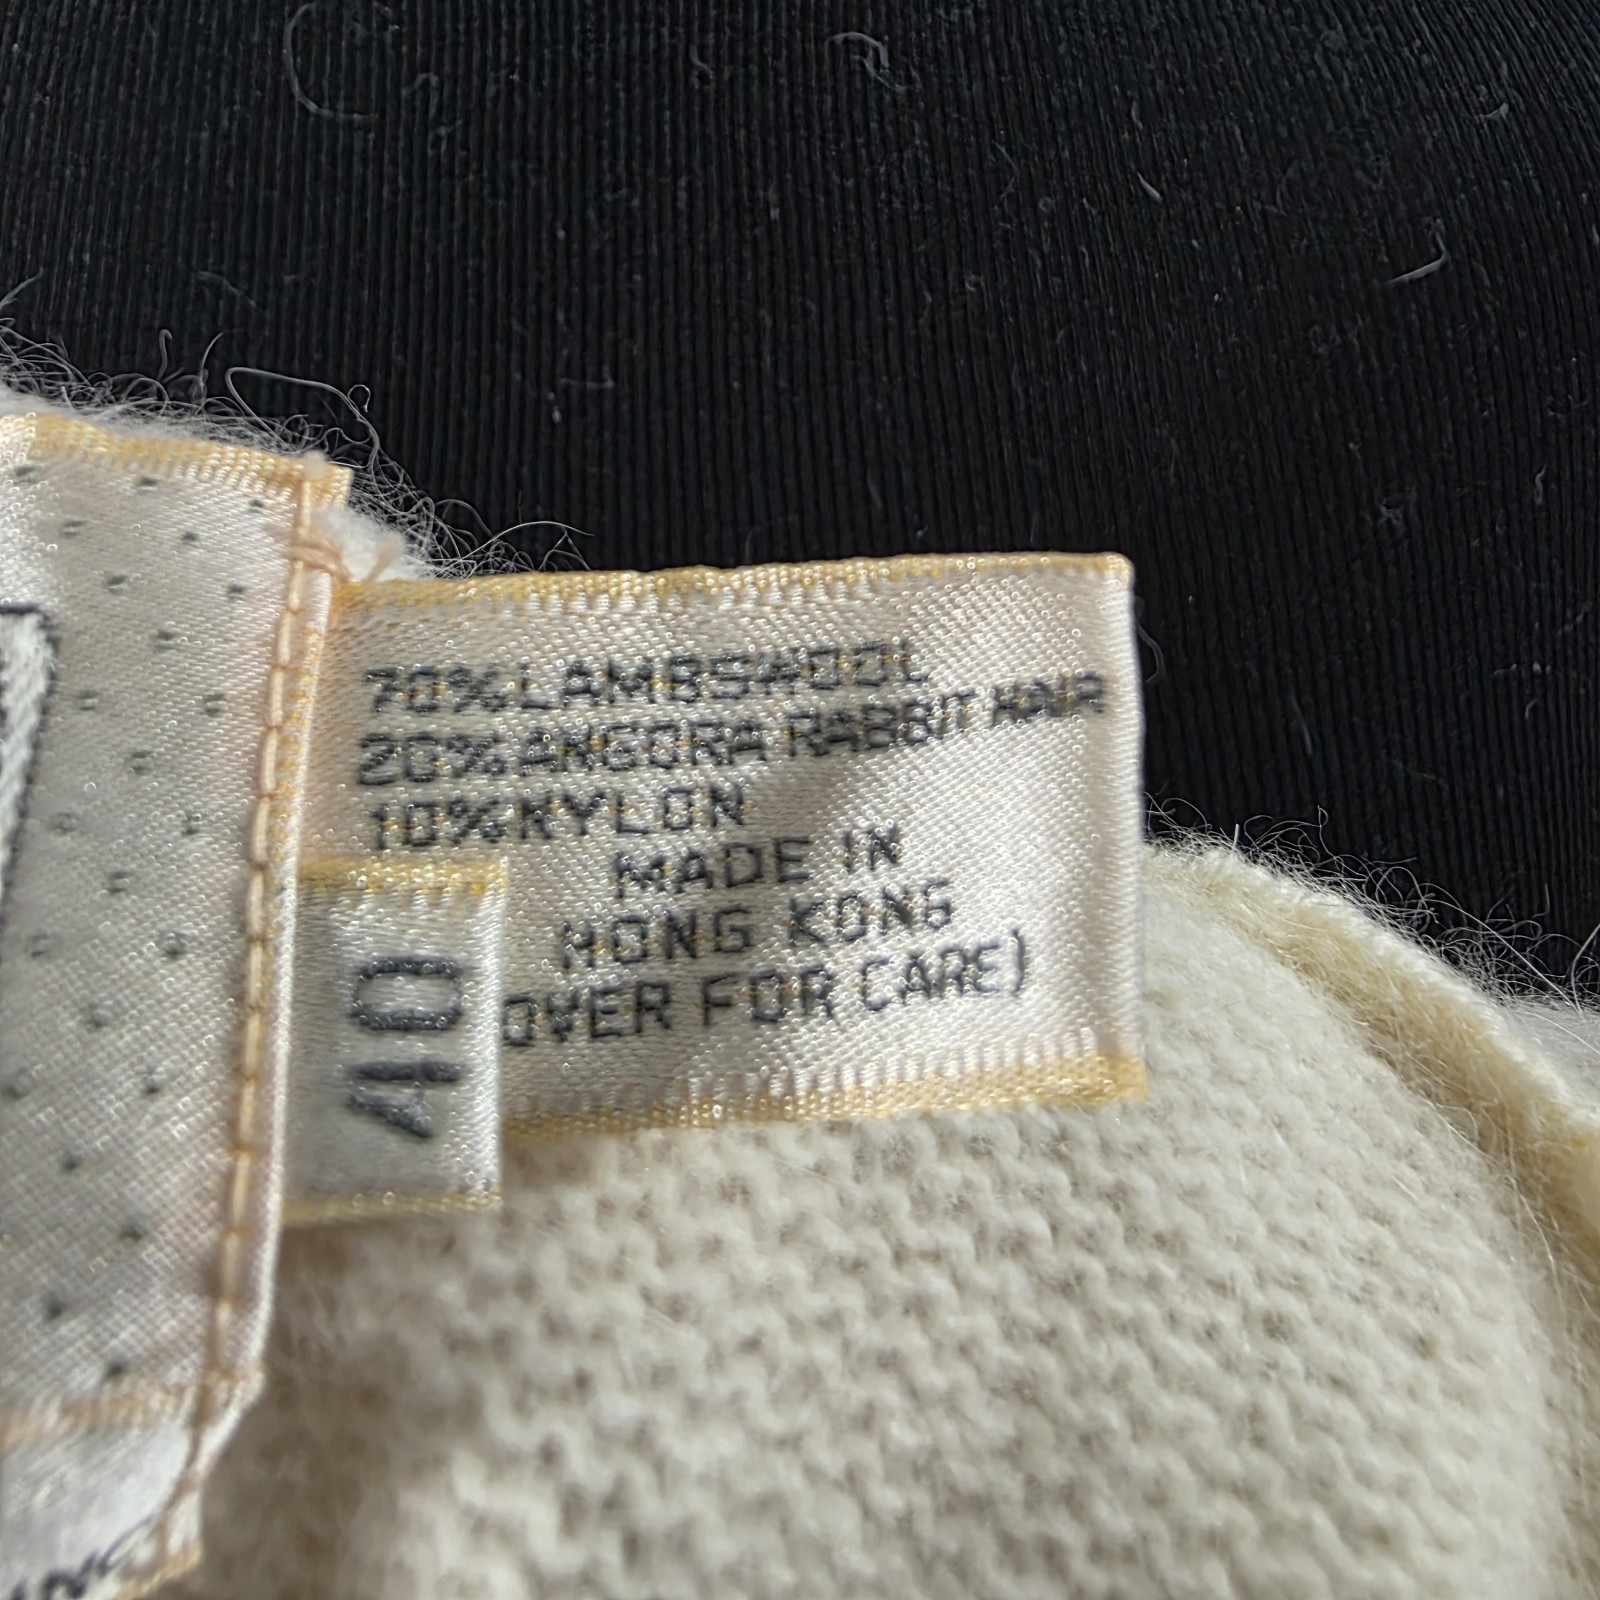 70% LAMBSWOOL
20% ANGORA RABBIT HAIR
10% NYLON
MADE IN
HONG KONG
OVER FOR CARE)
40